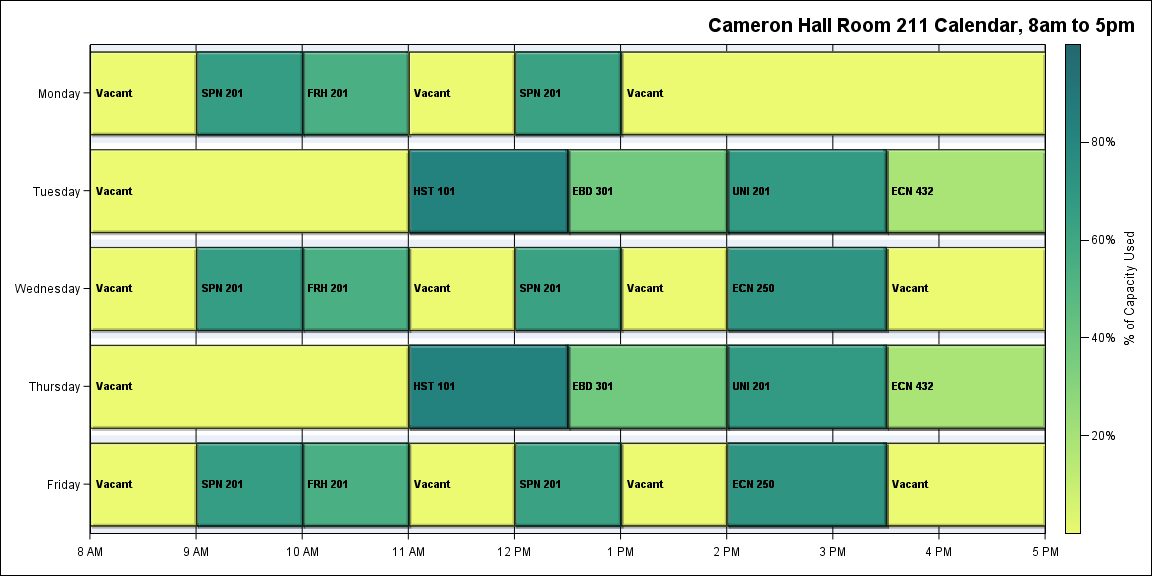 Cameron Hall Room 211 Calendar, 8am to 5pm
Monday
Vacant
SPN 201
FRH 201
Vacant
SPN 201
Vacant
Tuesday
Vacant
HST 101
EBD 301
UNI 201
ECN 432
Wednesday
Vacant
SPN 201
FRH 201
Vacant
SPN 201
Vacant
ECN 250
Vacant
Thursday
Vacant
HST 101
EBD 301
UNI 201
ECN 432
Friday
Vacant
SPN 201
FRH 201
Vacant
SPN 201
Vacant
ECN 250
Vacant
8 AM
9 AM
10 AM
11 AM
12 PM
1 PM
2 PM
3 PM
4 PM
5 PM
80%
60%
40%
20%
% of Capacity Used